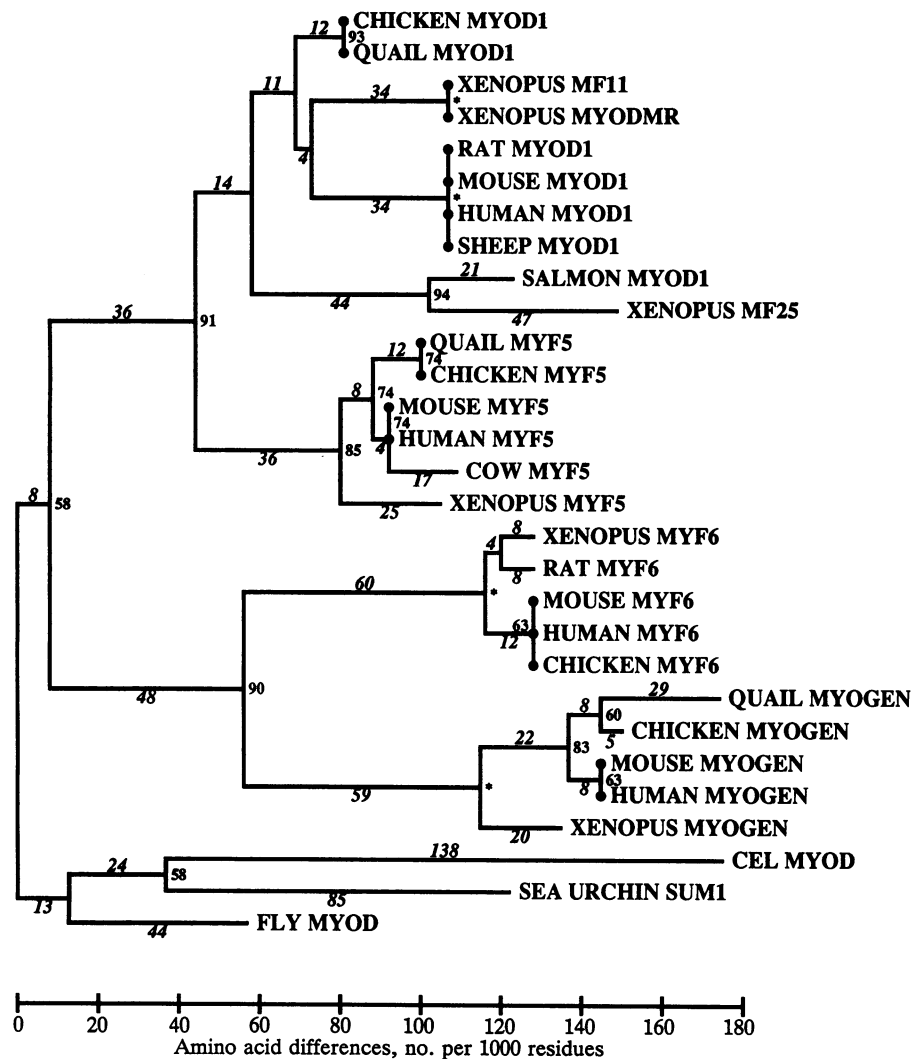 12 CHICKEN MYOD1
93
QUAIL MYOD1
11 34 XENOPUS MF11
*
XENOPUS MYODMR
4 RAT MYOD1
14 MOUSE MYOD1
34 *
HUMAN MYOD1
SHEEP MYOD1
21 SALMON MYOD1
44 94
47 XENOPUS MF25
36 91
12 QUAIL MYF5
74
CHICKEN MYF5
8 74 MOUSE MYF5
74
4 HUMAN MYF5
36 85
17 COW MYF5
8 58
25 XENOPUS MYF5
8 XENOPUS MYF6
4
8 RAT MYF6
60 *
MOUSE MYF6
63
12 HUMAN MYF6
CHICKEN MYF6
48 90
29 QUAIL MYOGEN
8 60
5 CHICKEN MYOGEN
22 83
MOUSE MYOGEN
8 63
HUMAN MYOGEN
59 *
20 XENOPUS MYOGEN
138 CEL MYOD
24 58
85 SEA URCHIN SUM1
13
44 FLY MYOD
0 20 40 60 80 100 120 140 160 180
Amino acid differences, no. per 1000 residues